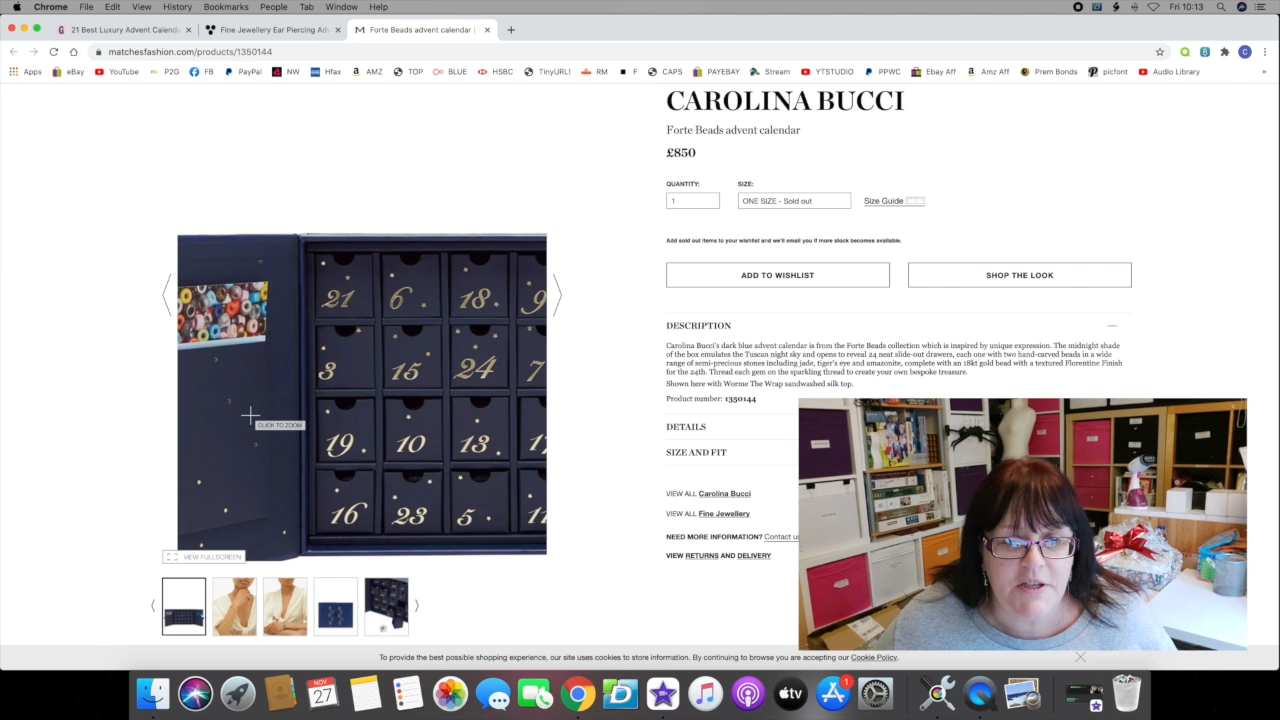 Chrome File Edit View History Bookmarks People Tab Window Help Fri 10:13
21 Best Luxury Advent Calenda Fine Jewellery Ear Piercing Adv Forte Beads advent calendar |
matchesfashion.com/products/1350144
Apps eBay YouTube P2G FB PayPal NW Hfax AMZ TOP BLUE HSBC TinyURL! RM F CAPS PAYEBAY Stream YTSTUDIO PPWC Ebay Aff Amz Aff Prem Bonds picfont Audio Library
CAROLINA BUCCI
Forte Beads advent calendar
£850
QUANTITY: SIZE:
1 ONE SIZE - Sold out Size Guide
Add sold out items to your wishlist and we'll email you if more stock becomes available.
ADD TO WISHLIST SHOP THE LOOK
DESCRIPTION
Carolina Bucci's dark blue advent calendar is from the Forte Beads collection which is inspired by unique expression. The midnight shade
of the box emulates the Tuscan night sky and opens to reveal 24 neat slide-out drawers, each one with two hand-carved beads in a wide
range of semi-precious stones including jade, tiger's eye and amazonite, complete with an 18kt gold bead with a textured Florentine Finish
for the 24th. Thread each gem on the sparkling thread to create your own bespoke treasure.
Shown here with Worme The Wrap sandwashed silk top.
Product number: 1350144
DETAILS
SIZE AND FIT
VIEW ALL Carolina Bucci
VIEW ALL Fine Jewellery
NEED MORE INFORMATION? Contact us
VIEW RETURNS AND DELIVERY
21 6 18 9
3 15 24 7
19 10 13
16 23 5
CLICK TO ZOOM
VIEW FULLSCREEN
To provide the best possible shopping experience, our site uses cookies to store information. By continuing to browse you are accepting our Cookie Policy.
NOV
27
tv
1